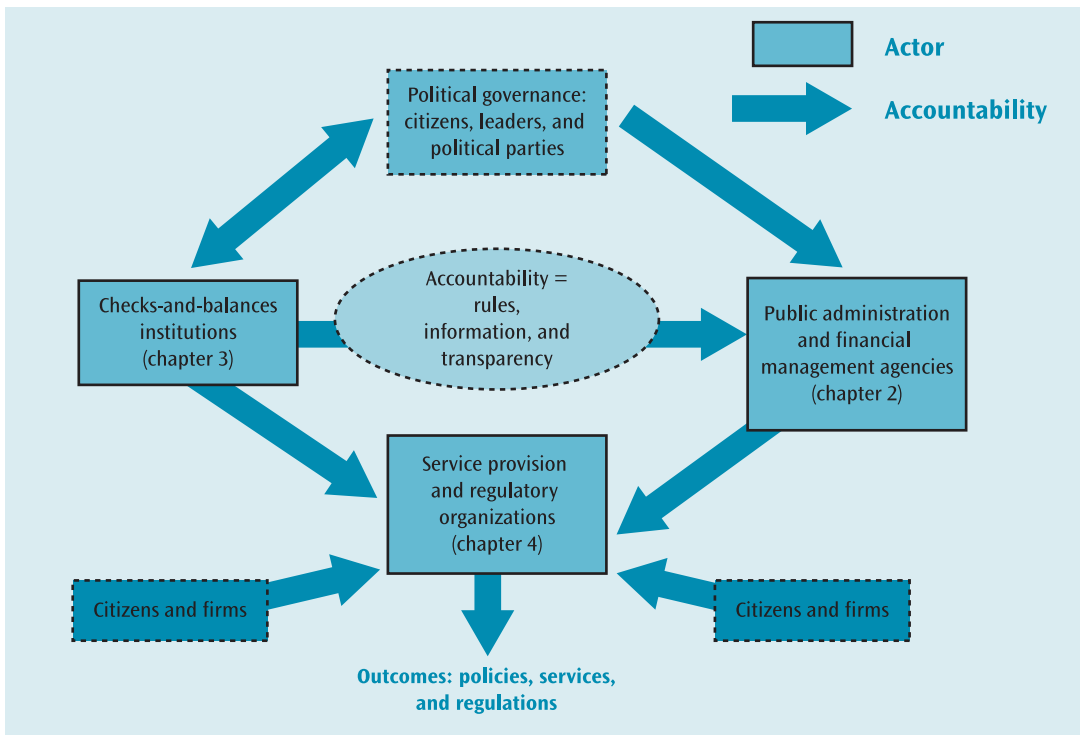 Actor
Accountability
Political governance:
citizens, leaders, and
political parties
Checks-and-balances
institutions
(chapter 3)
Accountability =
rules,
information, and
transparency
Public administration
and financial
management agencies
(chapter 2)
Service provision
and regulatory
organizations
(chapter 4)
Citizens and firms
Citizens and firms
Outcomes: policies, services,
and regulations